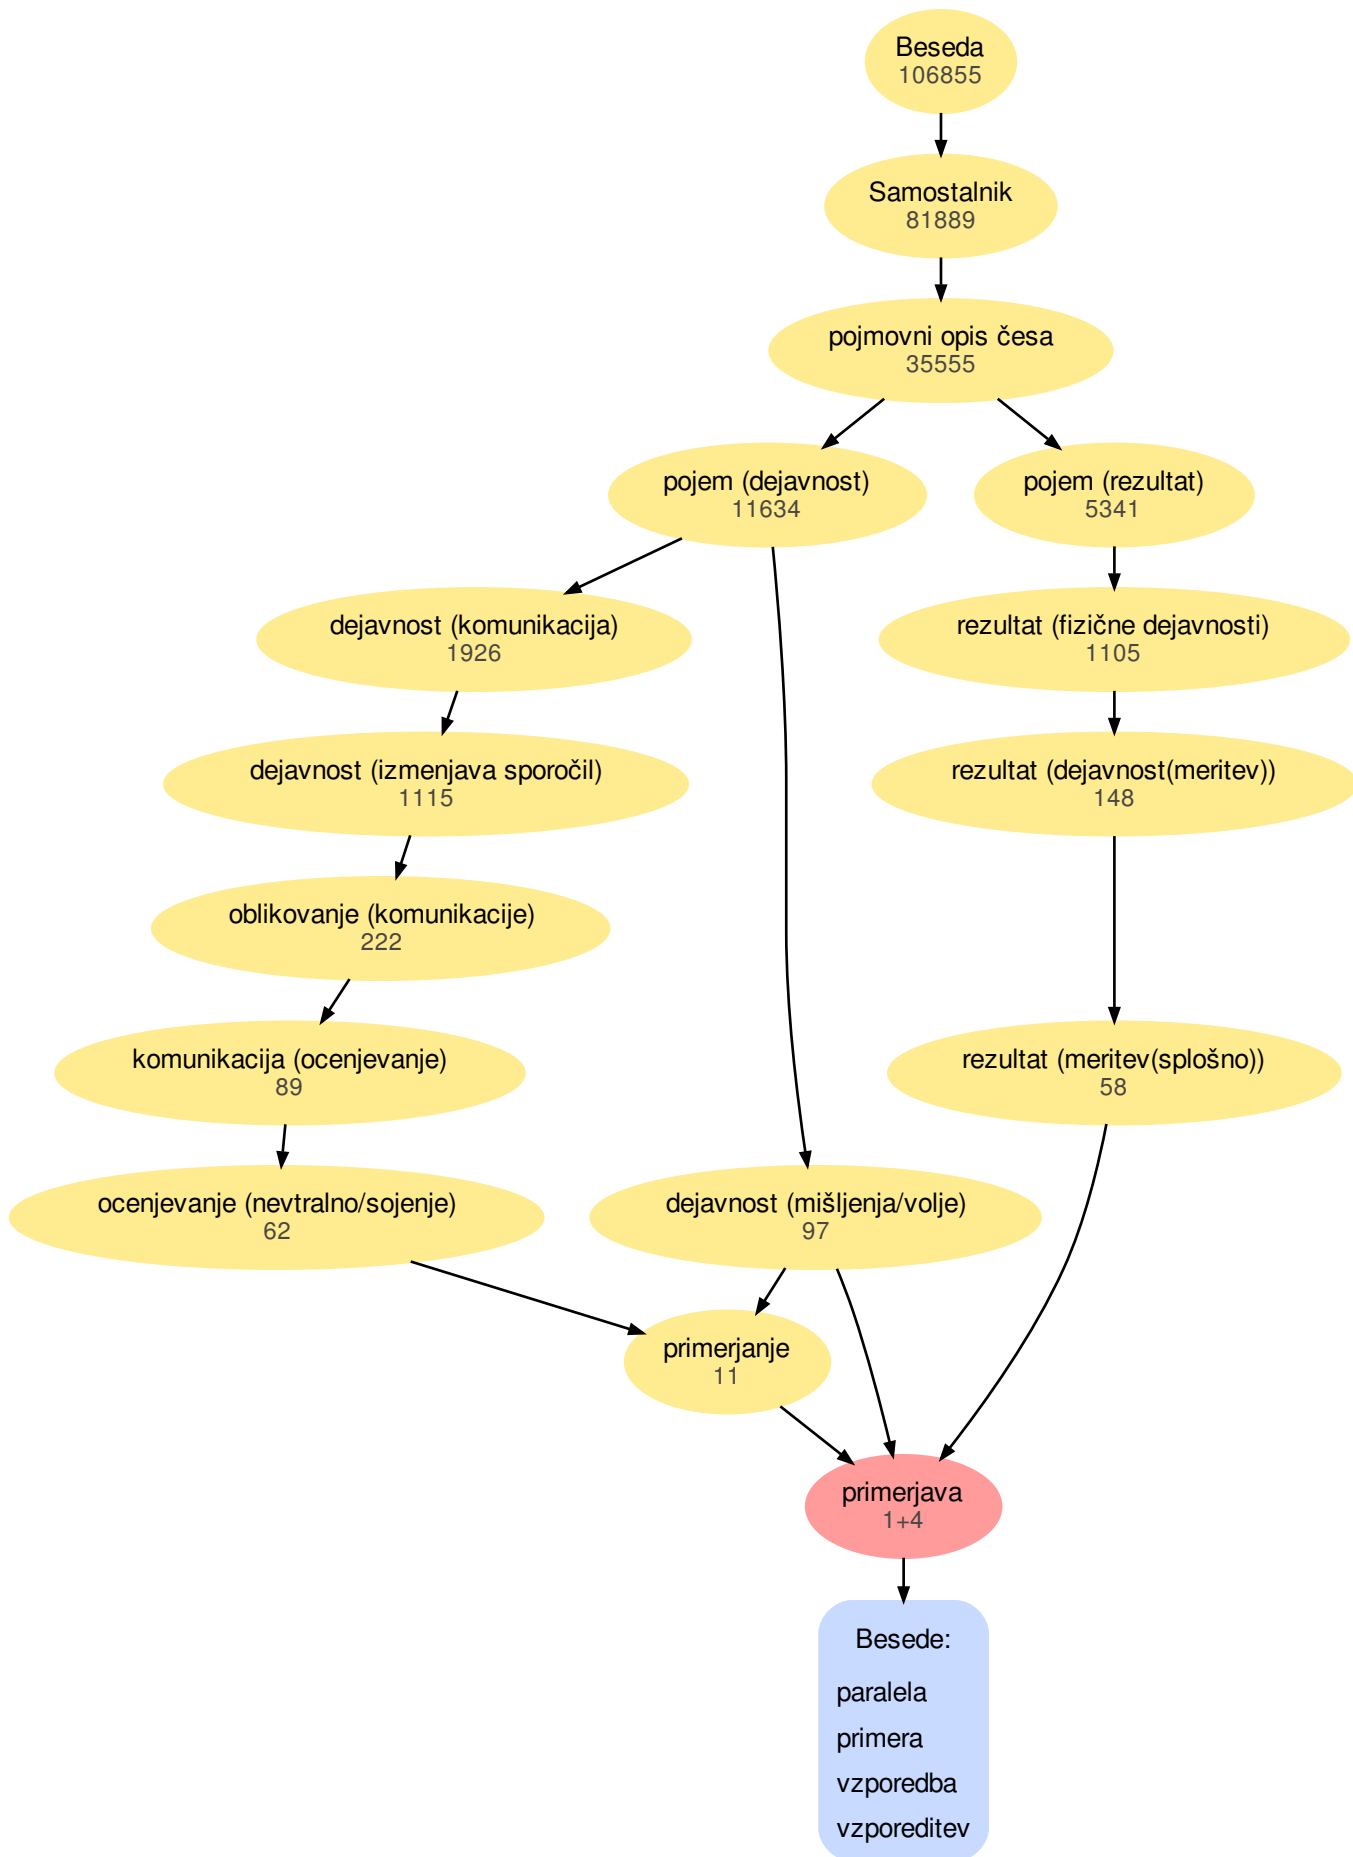 Beseda
106855
Samostalnik
81889
pojmovni opis česa
35555
pojem (dejavnost)
11634
pojem (rezultat)
5341
dejavnost (komunikacija)
1926
rezultat (fizične dejavnosti)
1105
dejavnost (izmenjava sporočil)
1115
rezultat (dejavnost(meritev))
148
oblikovanje (komunikacije)
222
komunikacija (ocenjevanje)
89
rezultat (meritev(splošno))
58
ocenjevanje (nevtralno/sojenje)
62
dejavnost (mišljenja/volje)
97
primerjanje
11
primerjava
1+4
Besede:
paralela
primera
vzporedba
vzporeditev